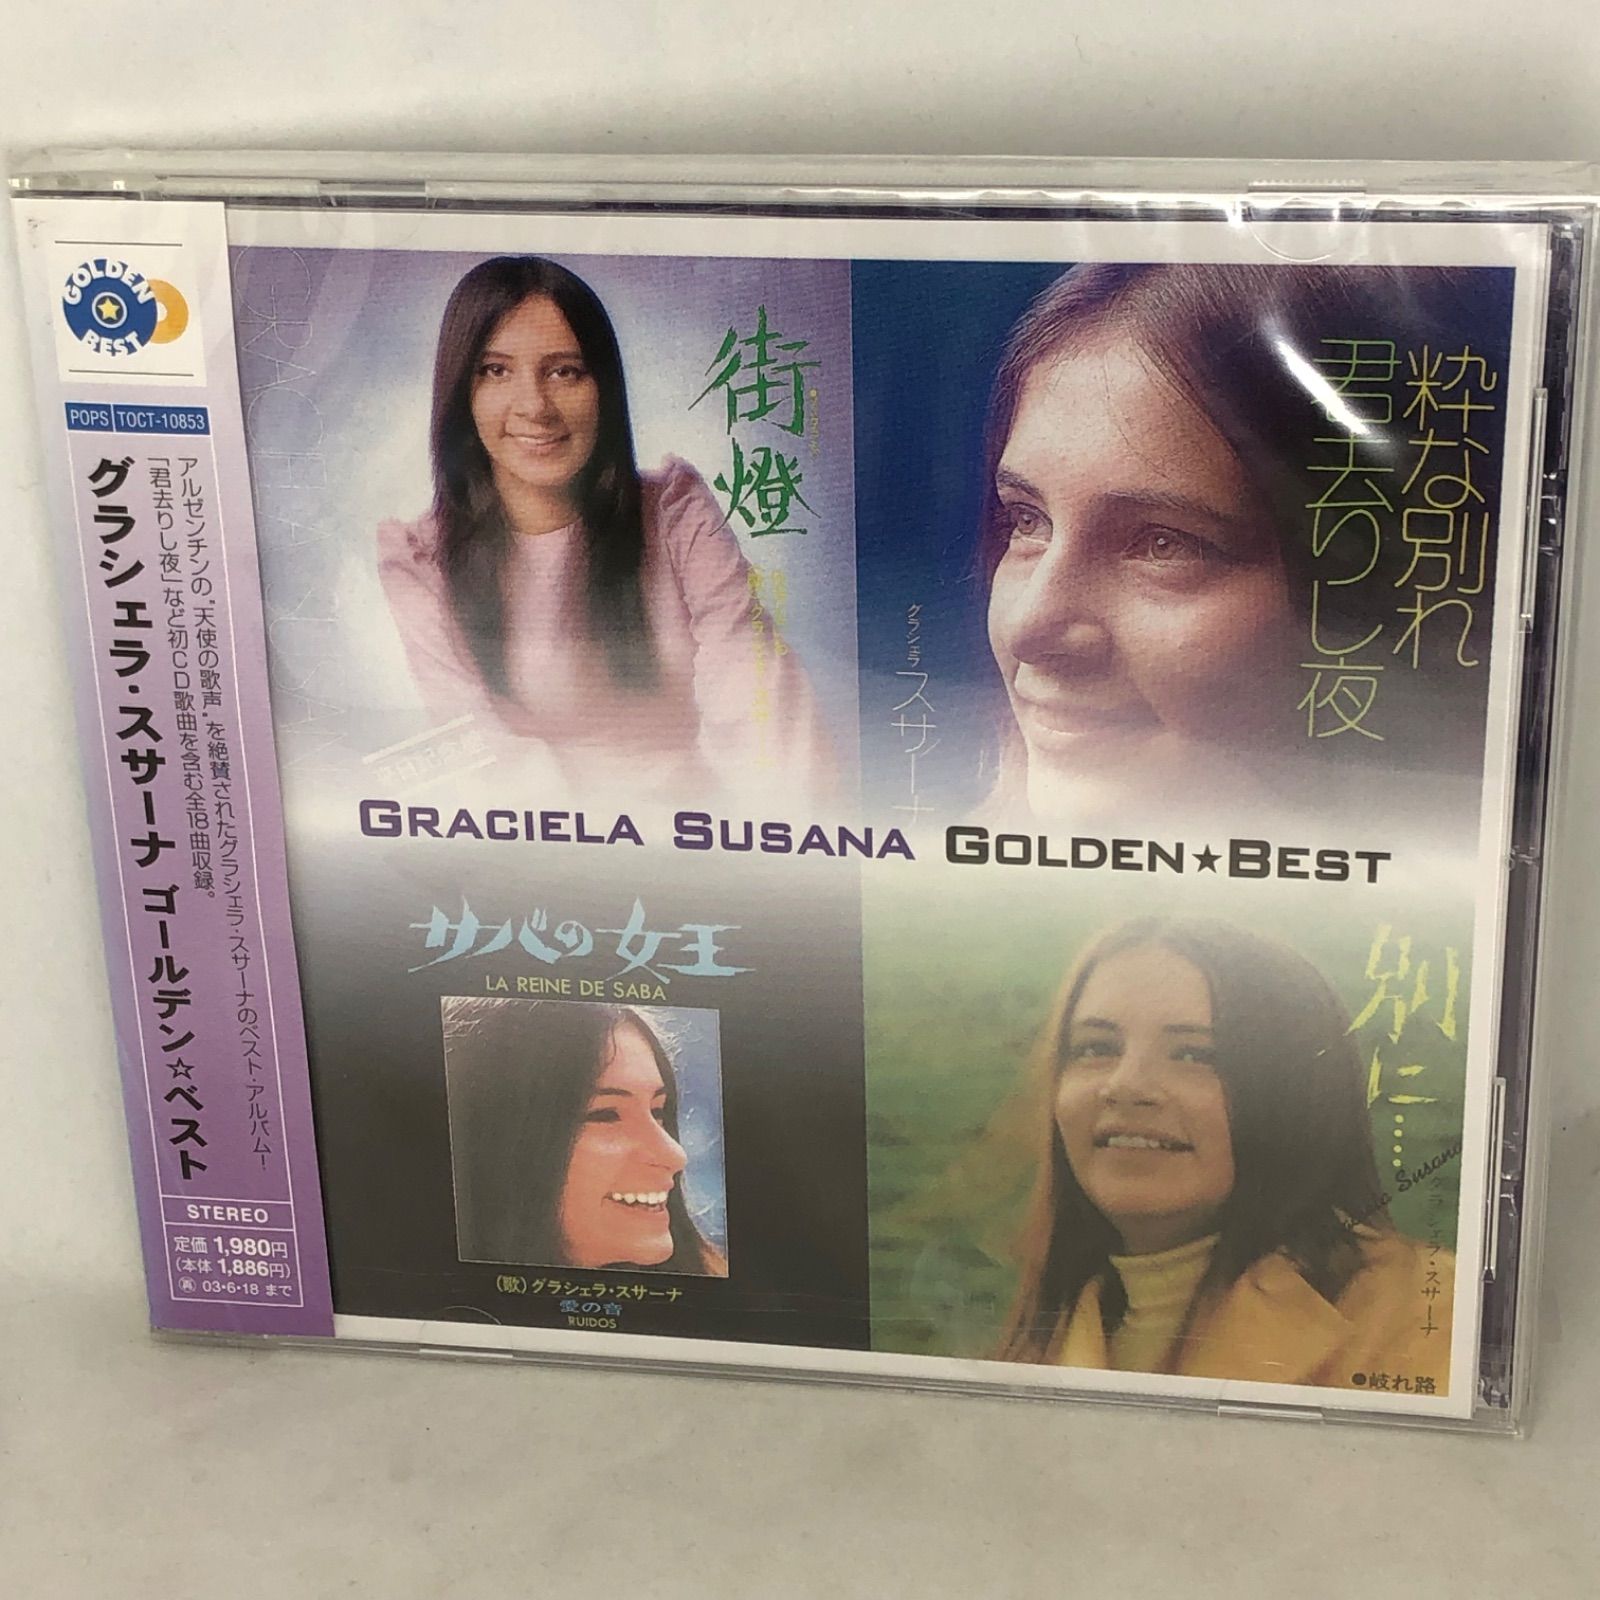 GOLDEN
BEST
POPS TOCT-10853
アルゼンチンの"天使の歌声"を絶賛されたグラシェラ・スサーナのベスト・アルバム!
「君去りし夜」など初CD歌曲を含む全18曲収録。
グラシェラ・スサーナ ゴールデン☆ベスト
STEREO
定価 1,980円
(本体 1,886円)
再 03・6・18 まで
街燈
粋な別れ
君去りし夜
グラシェラ スサーナ
GRACIELA SUSANA GOLDEN★BEST
サバの女王
LA REINE DE SABA
(歌)グラシェラ・スサーナ
愛の音
RUIDOS
別に……
Susana
グラシェラ・スサーナ
●岐れ路